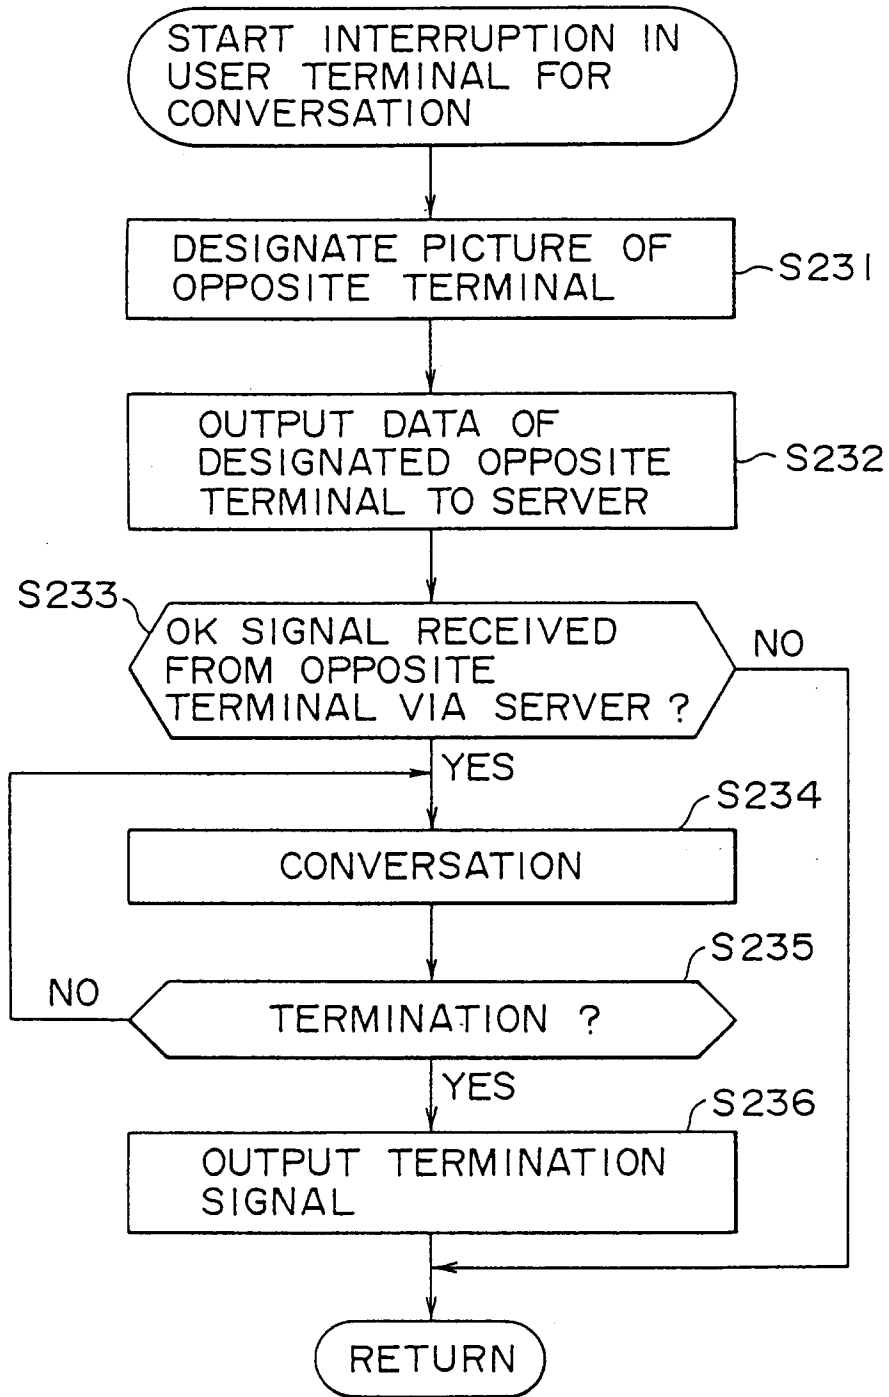 START INTERRUPTION IN
USER TERMINAL FOR
CONVERSATION
DESIGNATE PICTURE OF
OPPOSITE TERMINAL
S231
OUTPUT DATA OF
DESIGNATED OPPOSITE
TERMINAL TO SERVER
S232
S233
OK SIGNAL RECEIVED
FROM OPPOSITE
TERMINAL VIA SERVER ?
NO
YES
S234
CONVERSATION
S235
NO
TERMINATION ?
YES
S236
OUTPUT TERMINATION
SIGNAL
RETURN